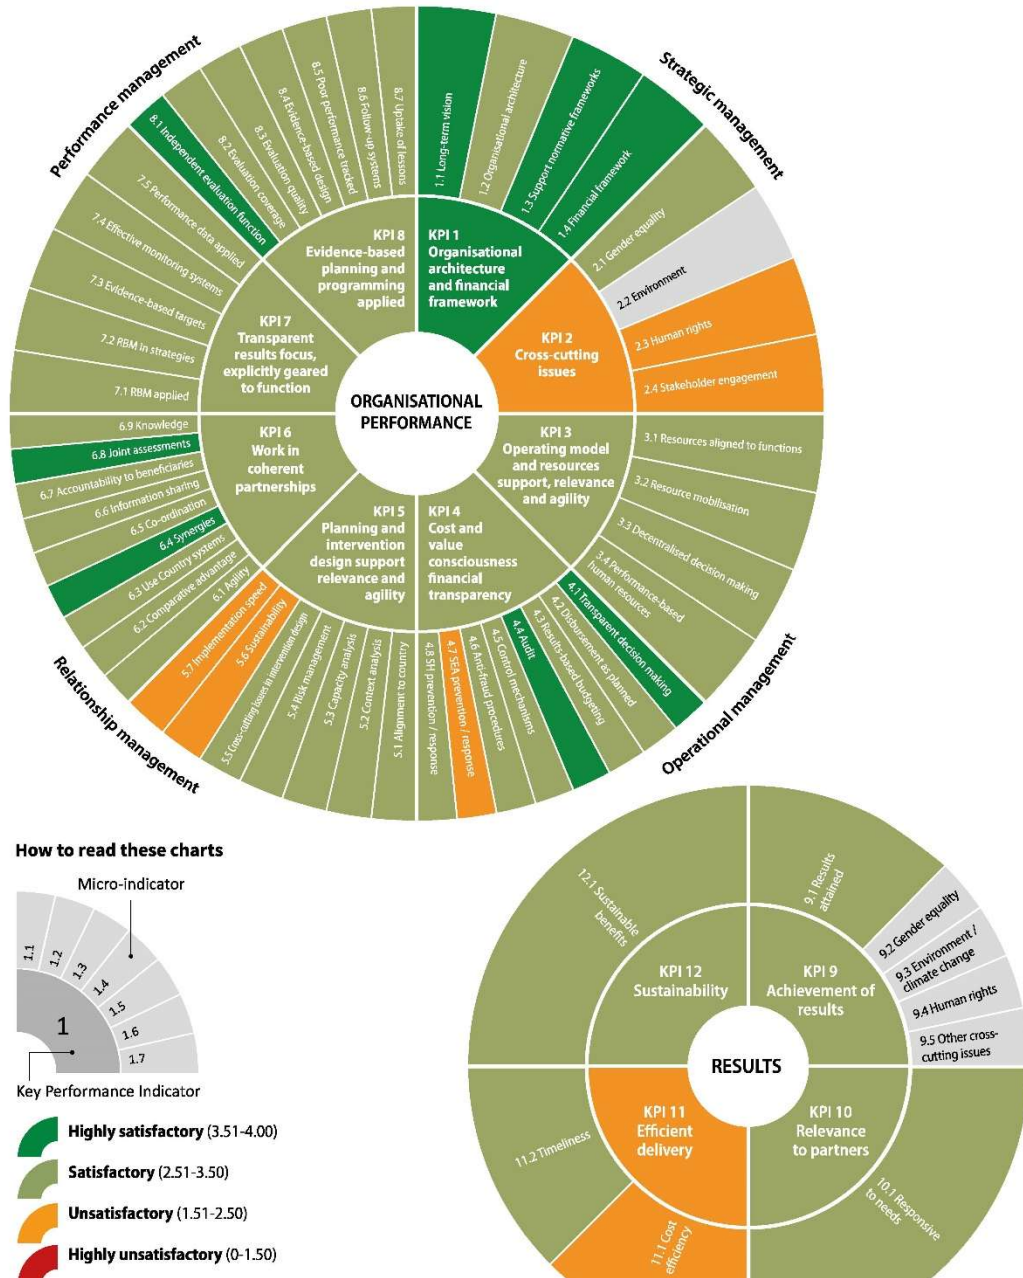 Performance management
Strategic management
8.1 Independent evaluation function
8.2 Evaluation coverage
8.3 Evaluation quality
8.4 Evidence-based design
8.5 Poor performance tracked
8.6 Follow-up systems
8.7 Uptake of lessons
1.1 Long-term vision
1.2 Organisational architecture
1.3 Support normative frameworks
1.4 Financial framework
2.1 Gender equality
2.2 Environment
2.3 Human rights
2.4 Stakeholder engagement
3.1 Resources aligned to functions
3.2 Resource mobilisation
3.3 Decentralised decision making
3.4 Performance-based
human resources
4.1 Transparent decision making
4.2 Disbursement as planned
4.3 Results-based budgeting
4.4 Audit
4.5 Control mechanisms
4.6 Anti-fraud procedures
4.7 SEA prevention / response
4.8 SH prevention / response
5.1 Alignment to country
5.2 Context analysis
5.3 Capacity analysis
5.4 Risk management
5.5 Cross-cutting issues in intervention design
5.6 Sustainability
5.7 Implementation speed
6.1 Agility
6.2 Comparative advantage
6.3 Use Country systems
6.4 Synergies
6.5 Co-ordination
6.6 Information sharing
6.7 Accountability to beneficiaries
6.8 Joint assessments
6.9 Knowledge
7.1 RBM applied
7.2 RBM in strategies
7.3 Evidence-based targets
7.4 Effective monitoring systems
7.5 Performance data applied
KPI 8
Evidence-based
planning and
programming
applied
KPI 1
Organisational
architecture
and financial
framework
KPI 7
Transparent
results focus,
explicitly geared
to function
KPI 2
Cross-cutting
issues
ORGANISATIONAL
PERFORMANCE
KPI 6
Work in
coherent
partnerships
KPI 3
Operating model
and resources
support, relevance
and agility
KPI 5
Planning and
intervention
design support
relevance and
agility
KPI 4
Cost and
value
consciousness
financial
transparency
Relationship management
Operational management
How to read these charts
Micro-indicator
1.1
1.2
1.3
1.4
1.5
1.6
1.7
1
Key Performance Indicator
Highly satisfactory (3.51-4.00)
Satisfactory (2.51-3.50)
Unsatisfactory (1.51-2.50)
Highly unsatisfactory (0-1.50)
12.1 Sustainable
benefits
9.1 Results
attained
9.2 Gender equality
9.3 Environment /
climate change
9.4 Human rights
9.5 Other cross-
cutting issues
KPI 12
Sustainability
KPI 9
Achievement of
results
RESULTS
KPI 11
Efficient
delivery
KPI 10
Relevance
to partners
11.2 Timeliness
11.1 Cost
efficiency
10.1 Responsive
to needs